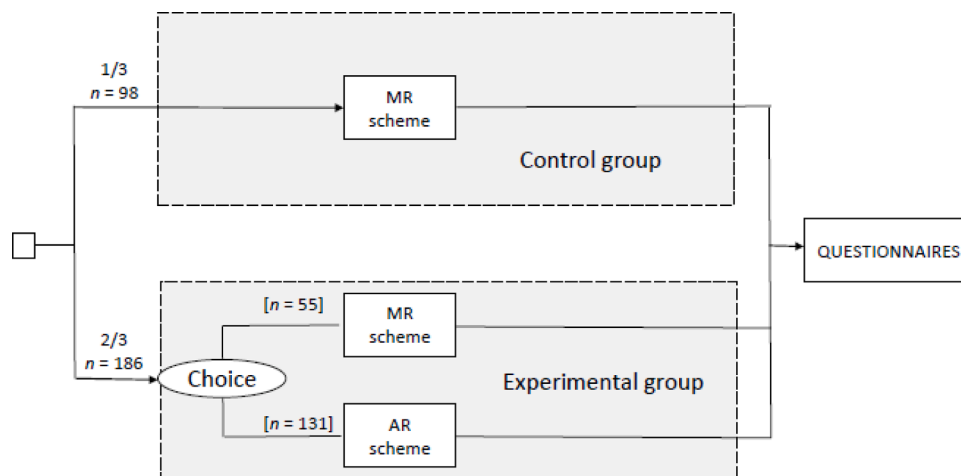 1/3
n = 98
MR
scheme
Control group
QUESTIONNAIRES
[n = 55]
MR
scheme
2/3
n = 186
Choice
Experimental group
[n = 131]
AR
scheme